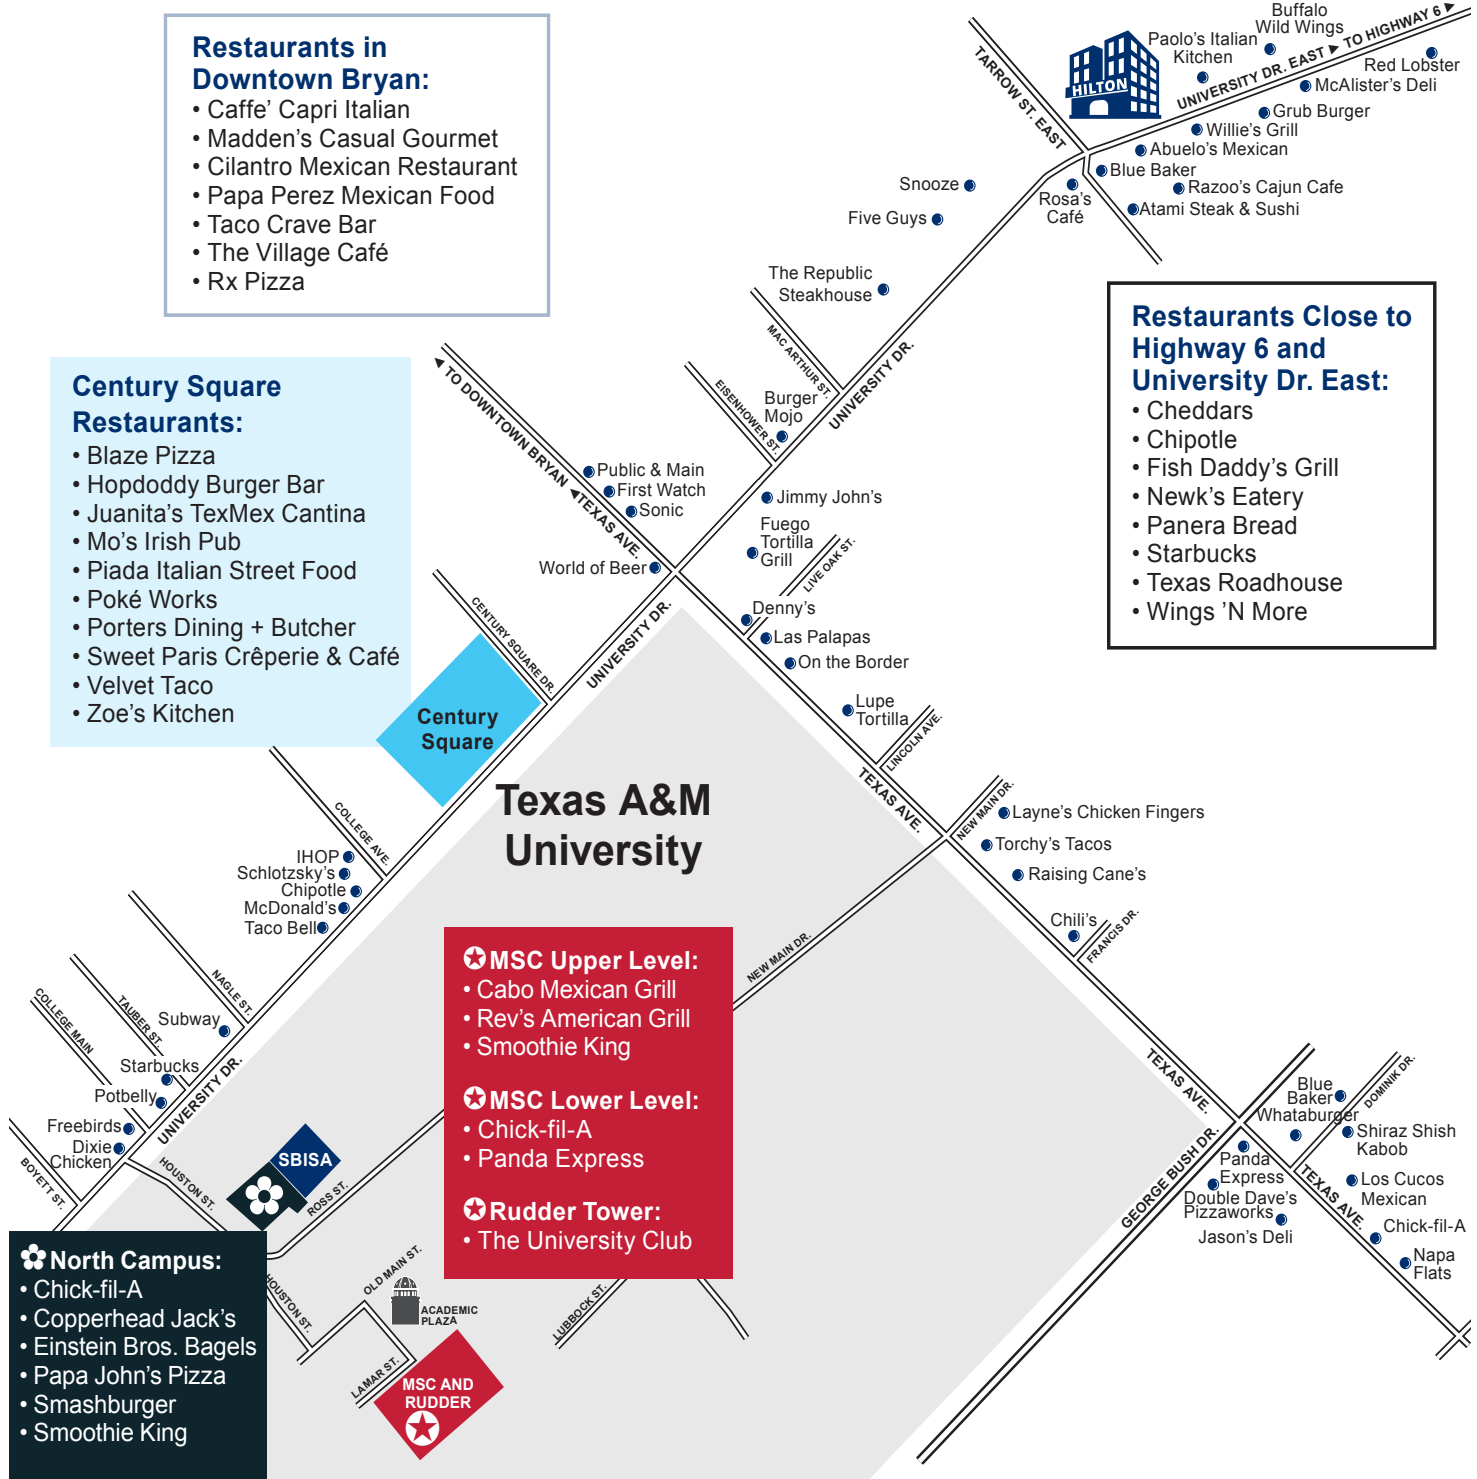 Restaurants in
Downtown Bryan:
• Caffe’ Capri Italian
• Madden’s Casual Gourmet
• Cilantro Mexican Restaurant
• Papa Perez Mexican Food
• Taco Crave Bar
• The Village Café
• Rx Pizza
Century Square
Restaurants:
• Blaze Pizza
• Hopdoddy Burger Bar
• Juanita’s TexMex Cantina
• Mo’s Irish Pub
• Piada Italian Street Food
• Poké Works
• Porters Dining + Butcher
• Sweet Paris Crêperie & Café
• Velvet Taco
• Zoe’s Kitchen
Restaurants Close to
Highway 6 and
University Dr. East:
• Cheddars
• Chipotle
• Fish Daddy’s Grill
• Newk’s Eatery
• Panera Bread
• Starbucks
• Texas Roadhouse
• Wings ’N More
TARROW ST. EAST
HILTON
Buffalo
Wild Wings
Paolo’s Italian
Kitchen
UNIVERSITY DR. EAST ▶ TO HIGHWAY 6 ▶
Red Lobster
McAlister’s Deli
Grub Burger
Willie’s Grill
Abuelo’s Mexican
Blue Baker
Razoo’s Cajun Cafe
Atami Steak & Sushi
Rosa’s
Café
Snooze
Five Guys
The Republic
Steakhouse
MAC ARTHUR ST.
UNIVERSITY DR.
EISENHOWER ST.
Burger
Mojo
◀ TO DOWNTOWN BRYAN ◀TEXAS AVE.
Public & Main
First Watch
Sonic
World of Beer
Jimmy John’s
Fuego
Tortilla
Grill
LIVE OAK ST.
Denny’s
Las Palapas
On the Border
Lupe
Tortilla
LINCOLN AVE.
TEXAS AVE.
CENTURY SQUARE DR.
UNIVERSITY DR.
Century
Square
Texas A&M
University
NEW MAIN DR.
Layne’s Chicken Fingers
Torchy’s Tacos
Raising Cane’s
Chili’s
FRANCIS DR.
NEW MAIN DR.
COLLEGE AVE.
IHOP
Schlotzsky’s
Chipotle
McDonald’s
Taco Bell
NAGLE ST.
TAUBER ST.
COLLEGE MAIN
Subway
Starbucks
Potbelly
Freebirds
Dixie
Chicken
UNIVERSITY DR.
BOYETT ST.
HOUSTON ST.
SBISA
ROSS ST.
✪ MSC Upper Level:
• Cabo Mexican Grill
• Rev’s American Grill
• Smoothie King
✪ MSC Lower Level:
• Chick-fil-A
• Panda Express
✪ Rudder Tower:
• The University Club
TEXAS AVE.
GEORGE BUSH DR.
Blue
Baker
Whataburger
DOMINIK DR.
Shiraz Shish
Kabob
Panda
Express
Double Dave’s
Pizzaworks
Jason’s Deli
TEXAS AVE.
Los Cucos
Mexican
Chick-fil-A
Napa
Flats
North Campus:
• Chick-fil-A
• Copperhead Jack’s
• Einstein Bros. Bagels
• Papa John’s Pizza
• Smashburger
• Smoothie King
HOUSTON ST.
OLD MAIN ST.
ACADEMIC
PLAZA
LAMAR ST.
LUBBOCK ST.
MSC AND
RUDDER